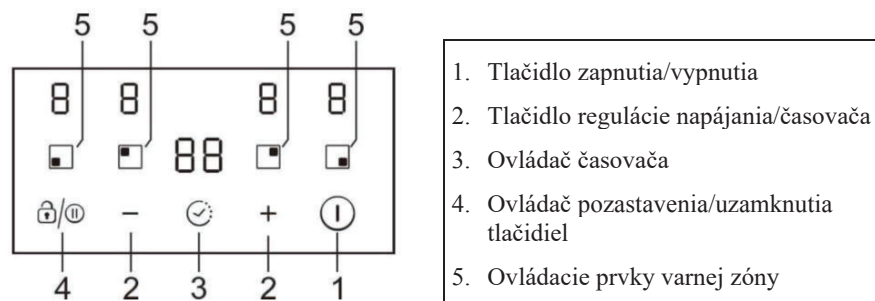 5 5 5 5
8 8 8 8
88
4 2 3 2 1
1. Tlačidlo zapnutia/vypnutia
2. Tlačidlo regulácie napájania/časovača
3. Ovládač časovača
4. Ovládač pozastavenia/uzamknutia
tlačidiel
5. Ovládacie prvky varnej zóny